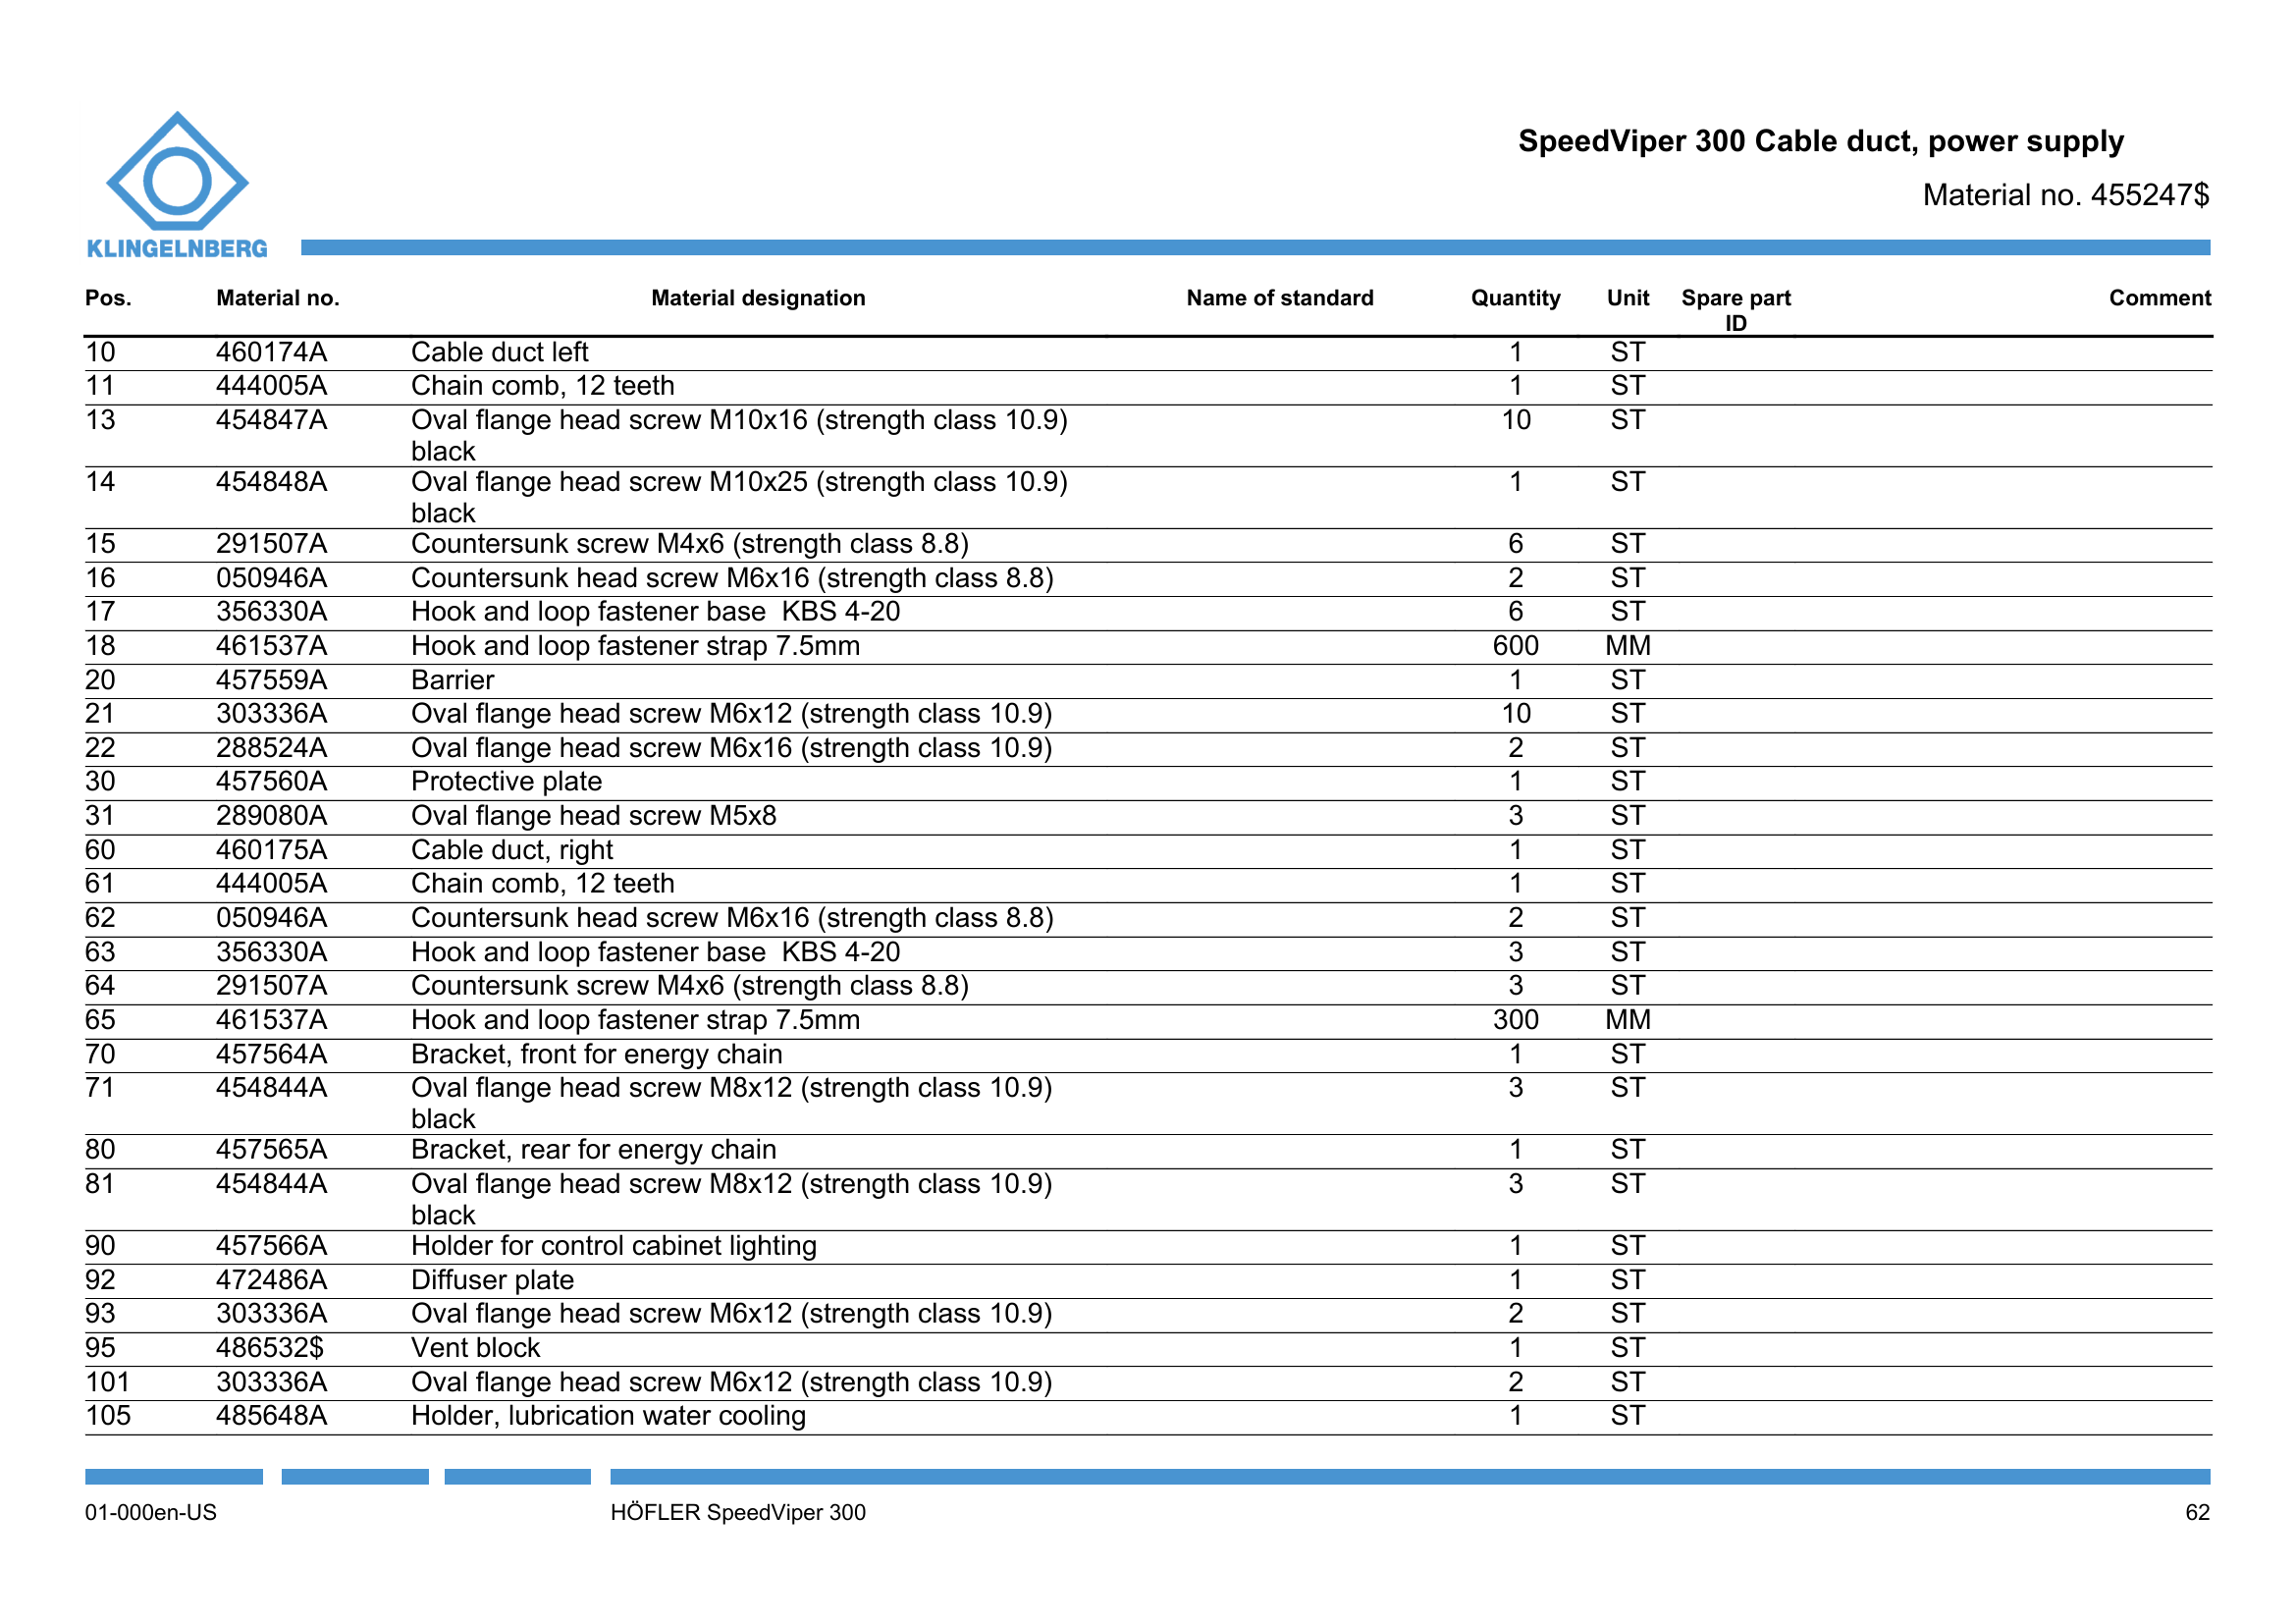 KLINGELNBERG
SpeedViper 300 Cable duct, power supply
Material no. 455247$
Pos. Material no. Material designation Name of standard Quantity Unit Spare part ID Comment
10 460174A Cable duct left 1 ST
11 444005A Chain comb, 12 teeth 1 ST
13 454847A Oval flange head screw M10x16 (strength class 10.9) 10 ST
black
14 454848A Oval flange head screw M10x25 (strength class 10.9) 1 ST
black
15 291507A Countersunk screw M4x6 (strength class 8.8) 6 ST
16 050946A Countersunk head screw M6x16 (strength class 8.8) 2 ST
17 356330A Hook and loop fastener base  KBS 4-20 6 ST
18 461537A Hook and loop fastener strap 7.5mm 600 MM
20 457559A Barrier 1 ST
21 303336A Oval flange head screw M6x12 (strength class 10.9) 10 ST
22 288524A Oval flange head screw M6x16 (strength class 10.9) 2 ST
30 457560A Protective plate 1 ST
31 289080A Oval flange head screw M5x8 3 ST
60 460175A Cable duct, right 1 ST
61 444005A Chain comb, 12 teeth 1 ST
62 050946A Countersunk head screw M6x16 (strength class 8.8) 2 ST
63 356330A Hook and loop fastener base  KBS 4-20 3 ST
64 291507A Countersunk screw M4x6 (strength class 8.8) 3 ST
65 461537A Hook and loop fastener strap 7.5mm 300 MM
70 457564A Bracket, front for energy chain 1 ST
71 454844A Oval flange head screw M8x12 (strength class 10.9) 3 ST
black
80 457565A Bracket, rear for energy chain 1 ST
81 454844A Oval flange head screw M8x12 (strength class 10.9) 3 ST
black
90 457566A Holder for control cabinet lighting 1 ST
92 472486A Diffuser plate 1 ST
93 303336A Oval flange head screw M6x12 (strength class 10.9) 2 ST
95 486532$ Vent block 1 ST
101 303336A Oval flange head screw M6x12 (strength class 10.9) 2 ST
105 485648A Holder, lubrication water cooling 1 ST
01-000en-US HÖFLER SpeedViper 300 62